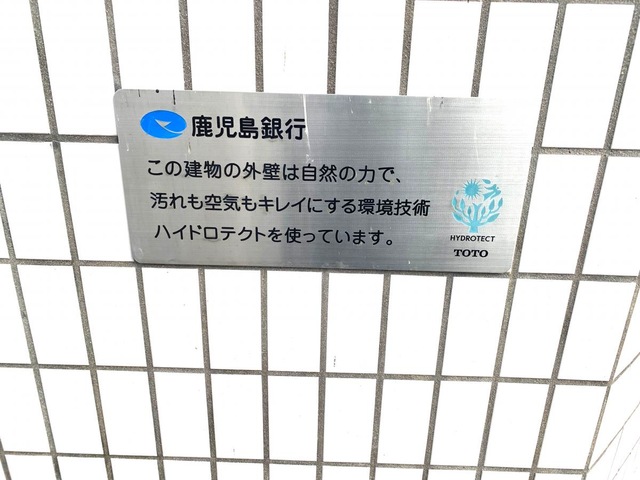 鹿児島銀行
この建物の外壁は自然の力で、
汚れも空気もキレイにする環境技術
ハイドロテクトを使っています。
HYDROTECT
TOTO